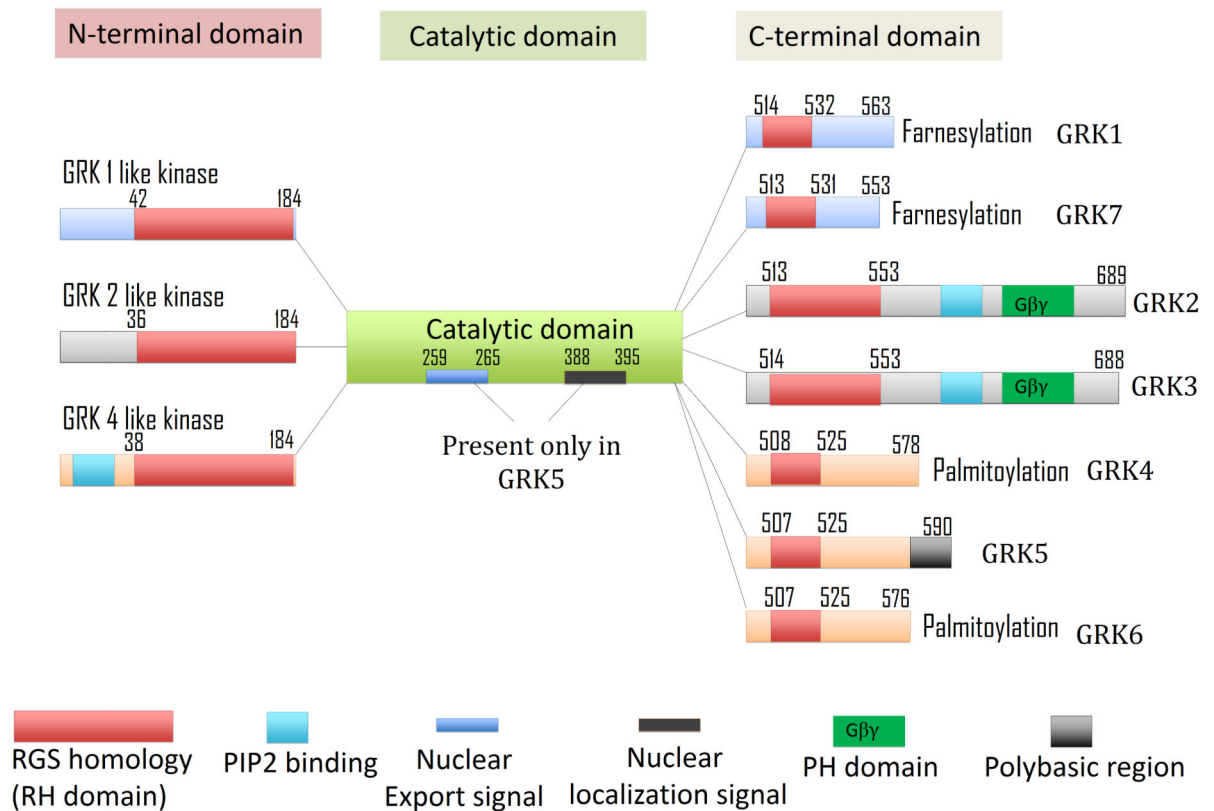 N-terminal domain
Catalytic domain
C-terminal domain
GRK 1 like kinase
42 184
GRK 2 like kinase
36 184
GRK 4 like kinase
38 184
Catalytic domain
259 265 388 395
Present only in
GRK5
514 532 563
Farnesylation GRK1
513 531 553
Farnesylation GRK7
513 553 689
Gβγ
GRK2
514 553 688
Gβγ
GRK3
508 525 578
Palmitoylation GRK4
507 525 590
GRK5
507 525 576
Palmitoylation GRK6
RGS homology
(RH domain)
PIP2 binding
Nuclear
Export signal
Nuclear
localization signal
Gβγ
PH domain
Polybasic region